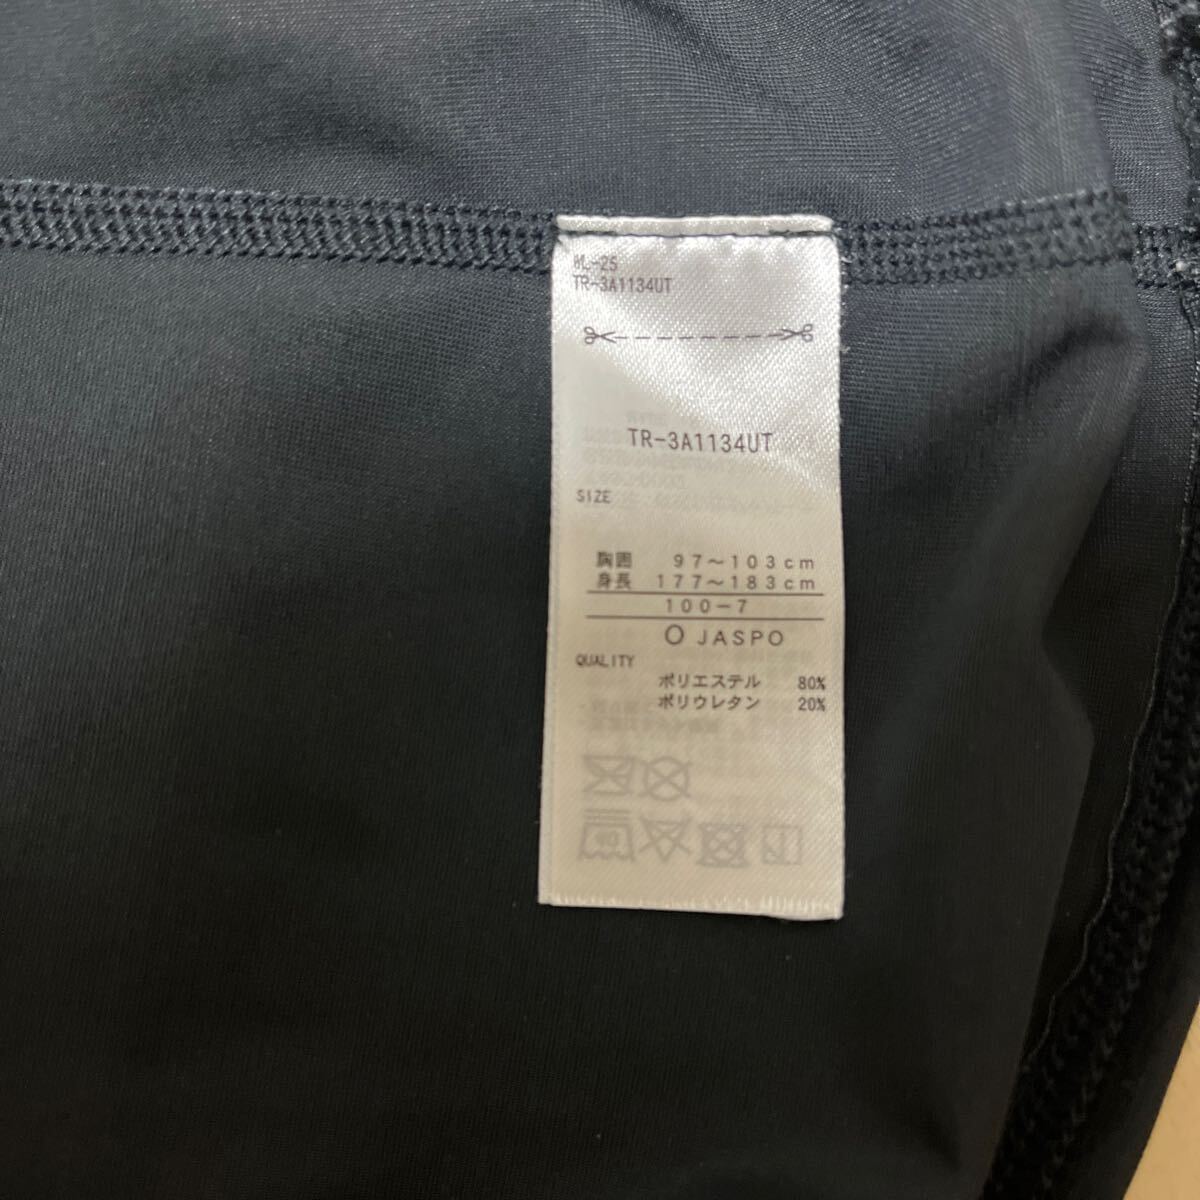 ML-25
TR-3A1134UT
TR-3A1134UT
SIZE
胸囲 97～103cm
身長 177～183cm
100-7
O JASPO
QUALITY
ポリエステル 80%
ポリウレタン 20%